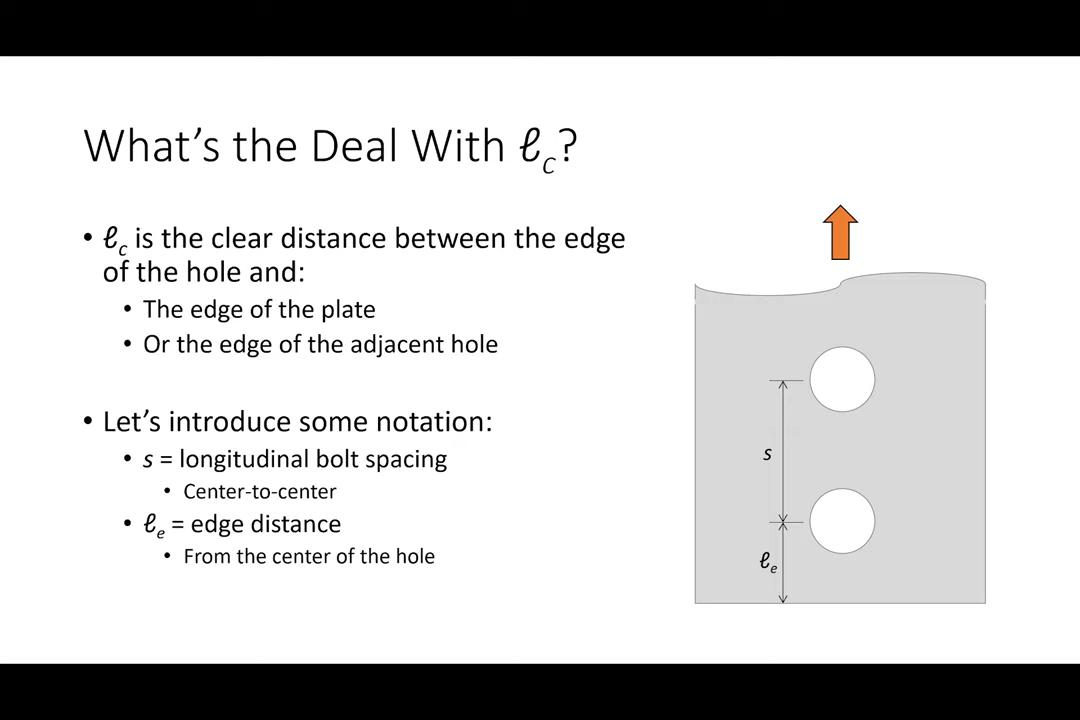 What's the Deal With ℓc?
• ℓc is the clear distance between the edge
of the hole and:
• The edge of the plate
• Or the edge of the adjacent hole
• Let's introduce some notation:
• s = longitudinal bolt spacing
• Center-to-center
• ℓe = edge distance
• From the center of the hole
s
ℓe